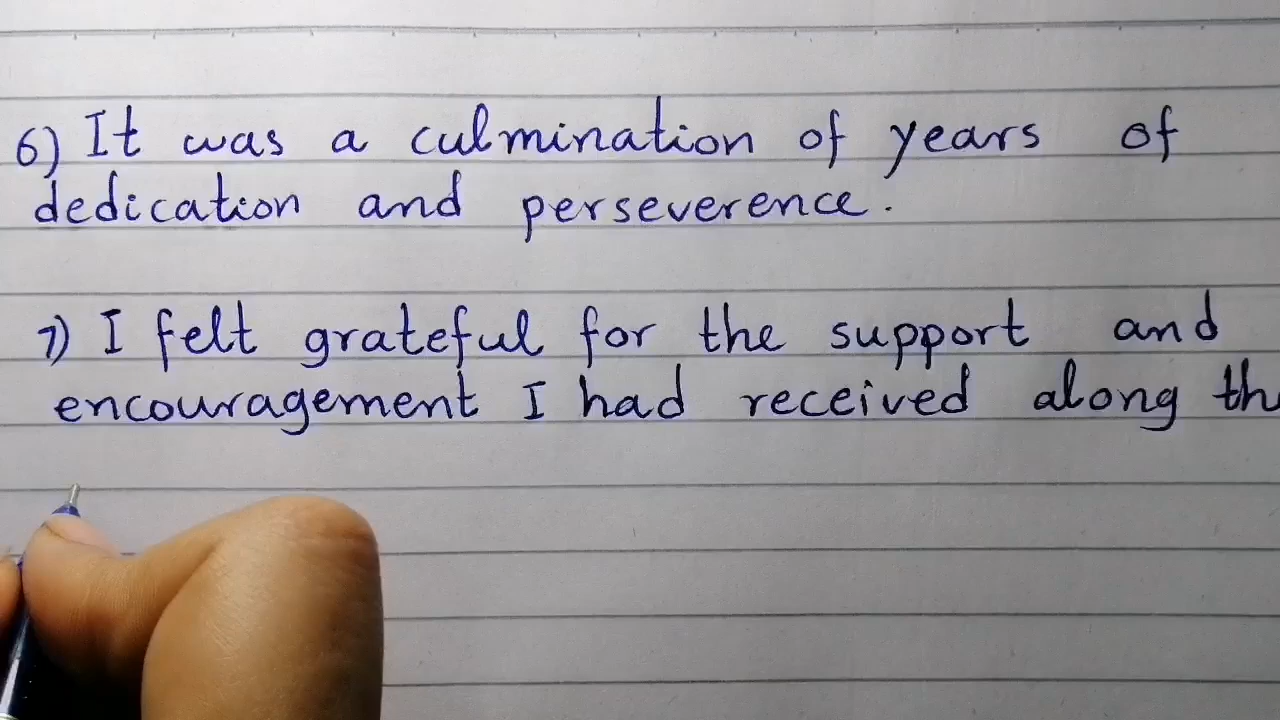 6) It was a culmination of years of
dedication and perseverence.
7) I felt grateful for the support and
encouragement I had received along th